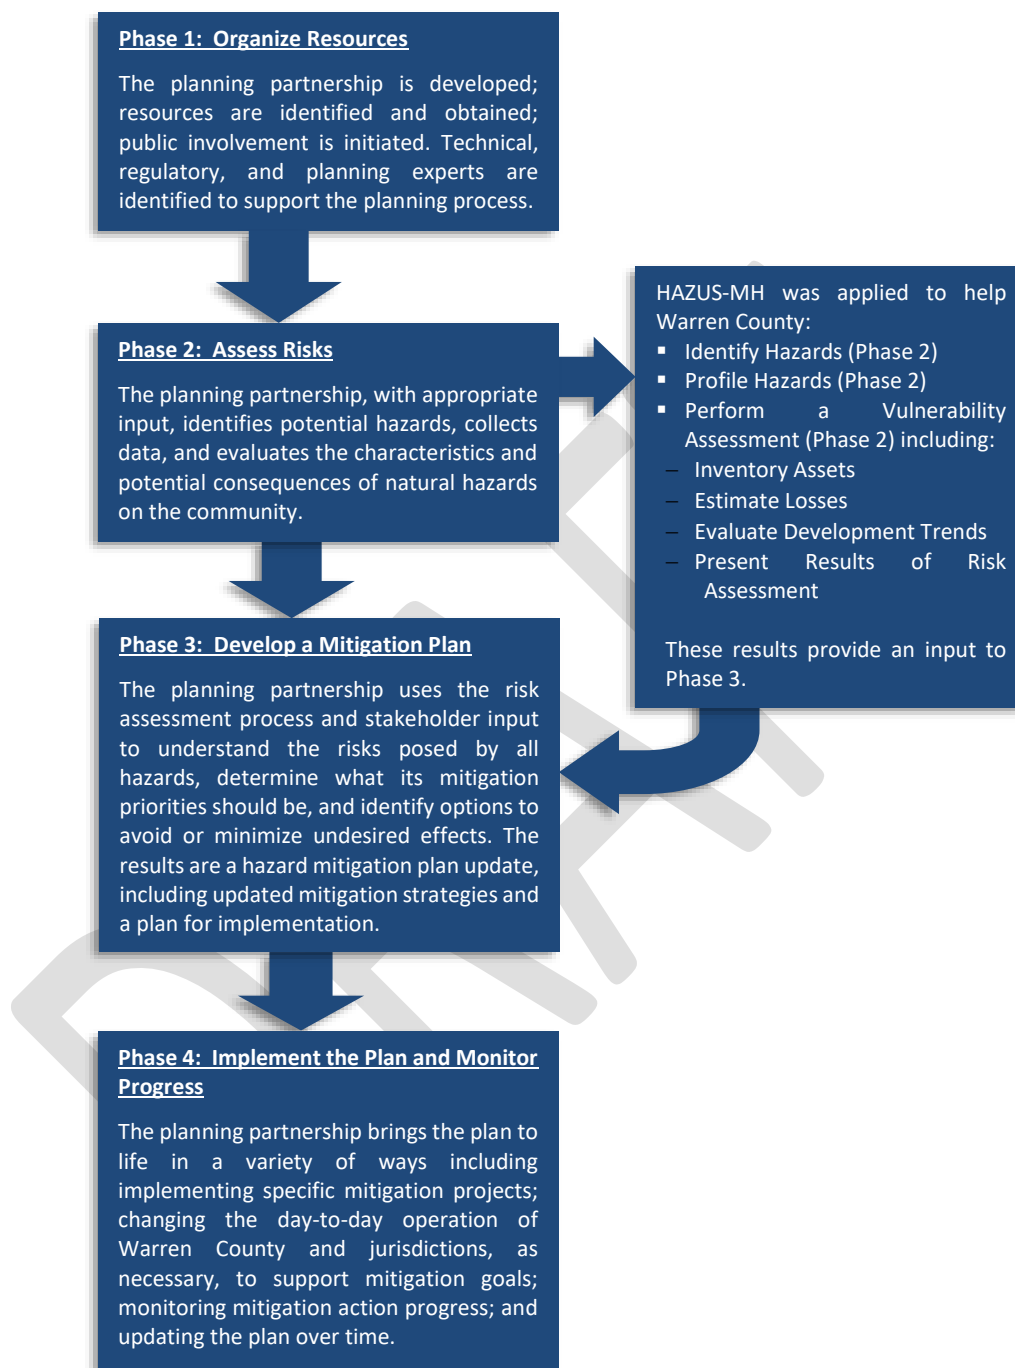 Phase 1: Organize Resources
The planning partnership is developed;
resources are identified and obtained;
public involvement is initiated. Technical,
regulatory, and planning experts are
identified to support the planning process.
Phase 2: Assess Risks
The planning partnership, with appropriate
input, identifies potential hazards, collects
data, and evaluates the characteristics and
potential consequences of natural hazards
on the community.
HAZUS-MH was applied to help
Warren County:
▪ Identify Hazards (Phase 2)
▪ Profile Hazards (Phase 2)
▪ Perform a Vulnerability
Assessment (Phase 2) including:
– Inventory Assets
– Estimate Losses
– Evaluate Development Trends
– Present Results of Risk
Assessment
These results provide an input to
Phase 3.
Phase 3: Develop a Mitigation Plan
The planning partnership uses the risk
assessment process and stakeholder input
to understand the risks posed by all
hazards, determine what its mitigation
priorities should be, and identify options to
avoid or minimize undesired effects. The
results are a hazard mitigation plan update,
including updated mitigation strategies and
a plan for implementation.
Phase 4: Implement the Plan and Monitor
Progress
The planning partnership brings the plan to
life in a variety of ways including
implementing specific mitigation projects;
changing the day-to-day operation of
Warren County and jurisdictions, as
necessary, to support mitigation goals;
monitoring mitigation action progress; and
updating the plan over time.
DRAFT